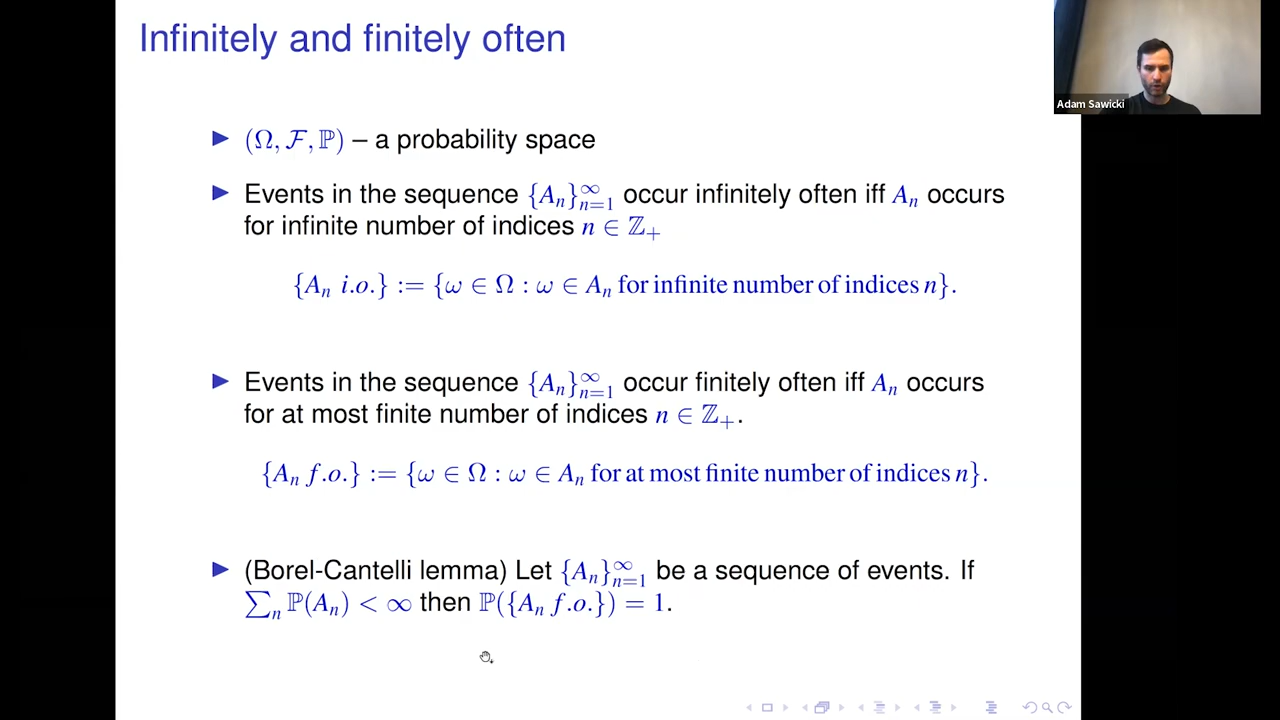 Infinitely and finitely often
Adam Sawicki
▶ (Ω, ℱ, ℙ) – a probability space
▶ Events in the sequence {Aₙ}ₙ₌₁^∞ occur infinitely often iff Aₙ occurs
for infinite number of indices n ∈ ℤ₊
{Aₙ i.o.} := {ω ∈ Ω : ω ∈ Aₙ for infinite number of indices n}.
▶ Events in the sequence {Aₙ}ₙ₌₁^∞ occur finitely often iff Aₙ occurs
for at most finite number of indices n ∈ ℤ₊.
{Aₙ f.o.} := {ω ∈ Ω : ω ∈ Aₙ for at most finite number of indices n}.
▶ (Borel-Cantelli lemma) Let {Aₙ}ₙ₌₁^∞ be a sequence of events. If
∑ₙ ℙ(Aₙ) < ∞ then ℙ({Aₙ f.o.}) = 1.